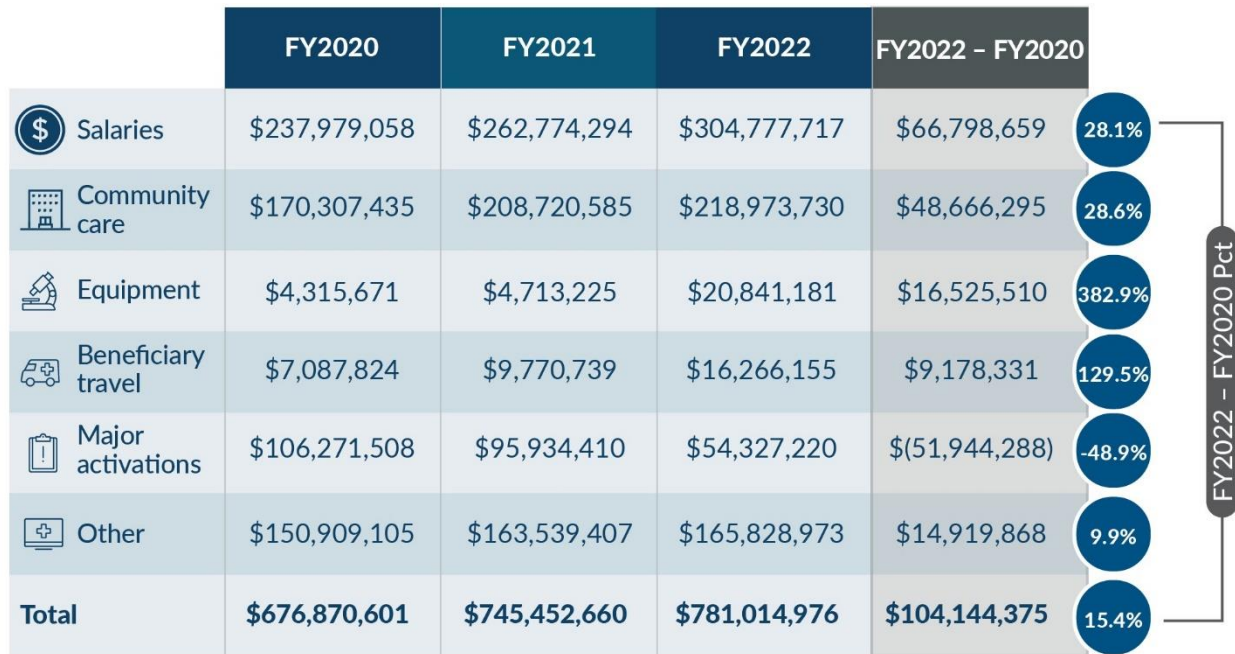 FY2020 FY2021 FY2022 FY2022 – FY2020
$ Salaries $237,979,058 $262,774,294 $304,777,717 $66,798,659 28.1%
Community
care $170,307,435 $208,720,585 $218,973,730 $48,666,295 28.6%
Equipment $4,315,671 $4,713,225 $20,841,181 $16,525,510 382.9%
Beneficiary
travel $7,087,824 $9,770,739 $16,266,155 $9,178,331 129.5%
Major
activations $106,271,508 $95,934,410 $54,327,220 $(51,944,288) -48.9%
Other $150,909,105 $163,539,407 $165,828,973 $14,919,868 9.9%
Total $676,870,601 $745,452,660 $781,014,976 $104,144,375 15.4%
FY2022 – FY2020 Pct